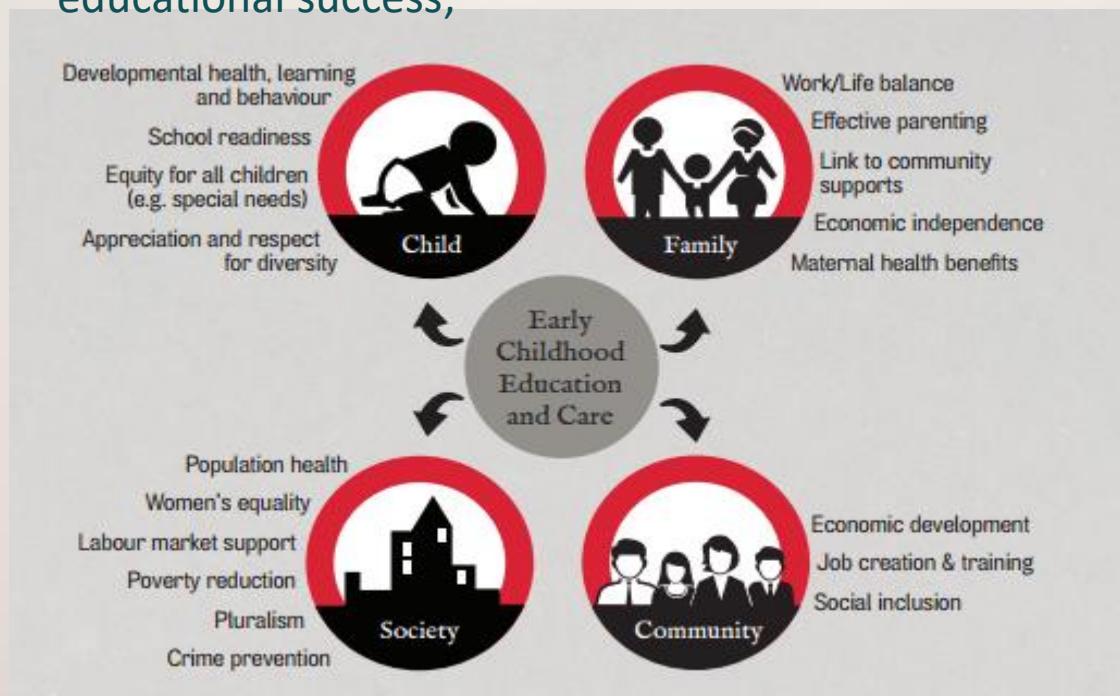 educational success;
Developmental health, learning
and behaviour
School readiness
Equity for all children
(e.g. special needs)
Appreciation and respect
for diversity
Child
Work/Life balance
Effective parenting
Link to community
supports
Economic independence
Maternal health benefits
Family
Early
Childhood
Education
and Care
Population health
Women's equality
Labour market support
Poverty reduction
Pluralism
Crime prevention
Society
Economic development
Job creation & training
Social inclusion
Community